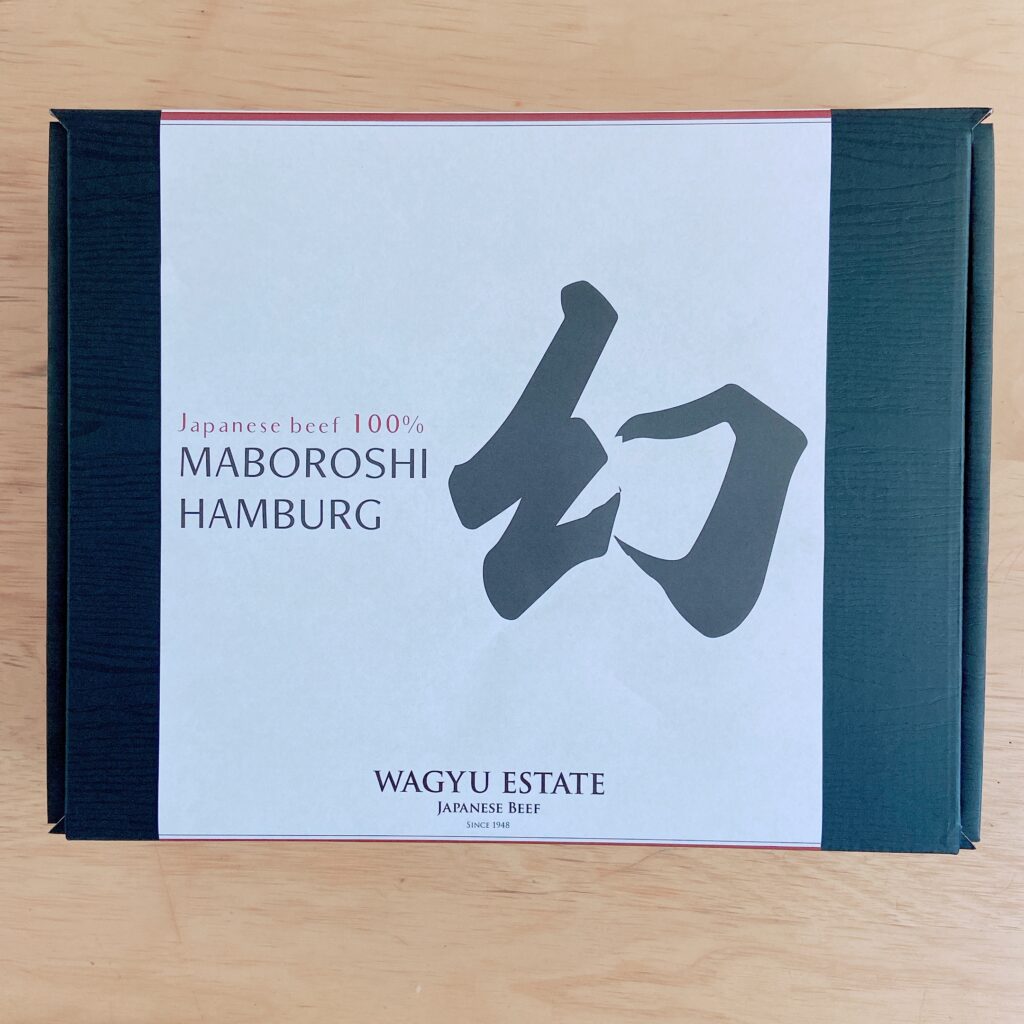 Japanese beef 100%
MABOROSHI
HAMBURG
幻
WAGYU ESTATE
JAPANESE BEEF
SINCE 1948